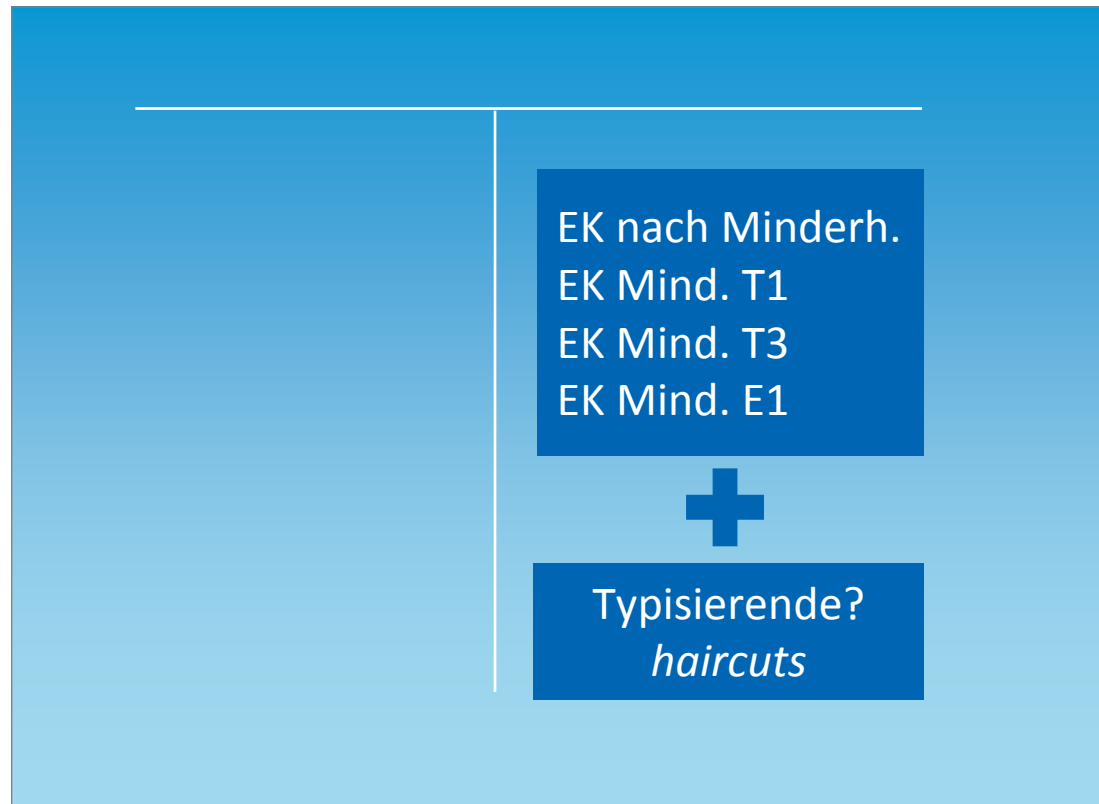 EK nach Minderh.
EK Mind. T1
EK Mind. T3
EK Mind. E1
Typisierende?
haircuts